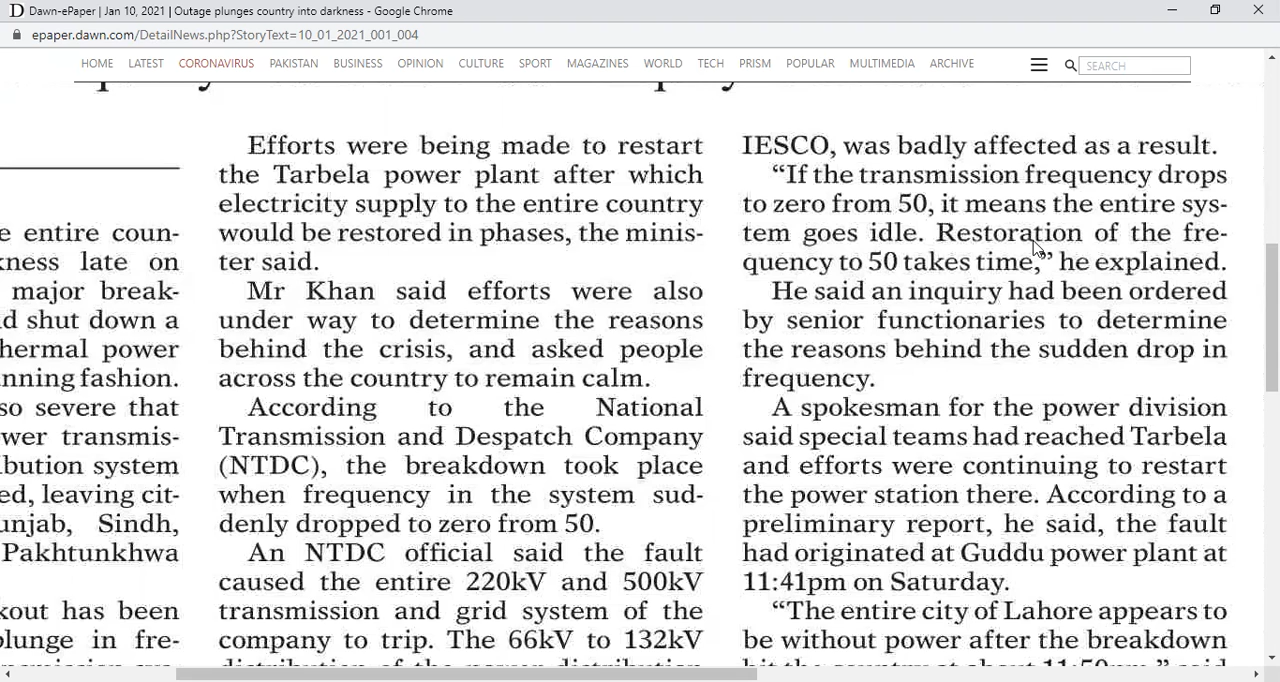 Dawn-ePaper | Jan 10, 2021 | Outage plunges country into darkness - Google Chrome
epaper.dawn.com/DetailNews.php?StoryText=10_01_2021_001_004
HOME LATEST CORONAVIRUS PAKISTAN BUSINESS OPINION CULTURE SPORT MAGAZINES WORLD TECH PRISM POPULAR MULTIMEDIA ARCHIVE SEARCH
e entire coun-
kness late on
major break-
d shut down a
hermal power
nning fashion.
so severe that
wer transmis-
ibution system
ed, leaving cit-
unjab, Sindh,
Pakhtunkhwa
kout has been
plunge in fre-
Efforts were being made to restart
the Tarbela power plant after which
electricity supply to the entire country
would be restored in phases, the minis-
ter said.
Mr Khan said efforts were also
under way to determine the reasons
behind the crisis, and asked people
across the country to remain calm.
According to the National
Transmission and Despatch Company
(NTDC), the breakdown took place
when frequency in the system sud-
denly dropped to zero from 50.
An NTDC official said the fault
caused the entire 220kV and 500kV
transmission and grid system of the
company to trip. The 66kV to 132kV
distribution of the power distribution
IESCO, was badly affected as a result.
“If the transmission frequency drops
to zero from 50, it means the entire sys-
tem goes idle. Restoration of the fre-
quency to 50 takes time,” he explained.
He said an inquiry had been ordered
by senior functionaries to determine
the reasons behind the sudden drop in
frequency.
A spokesman for the power division
said special teams had reached Tarbela
and efforts were continuing to restart
the power station there. According to a
preliminary report, he said, the fault
had originated at Guddu power plant at
11:41pm on Saturday.
“The entire city of Lahore appears to
be without power after the breakdown
hit the country at about 11:50pm,” said